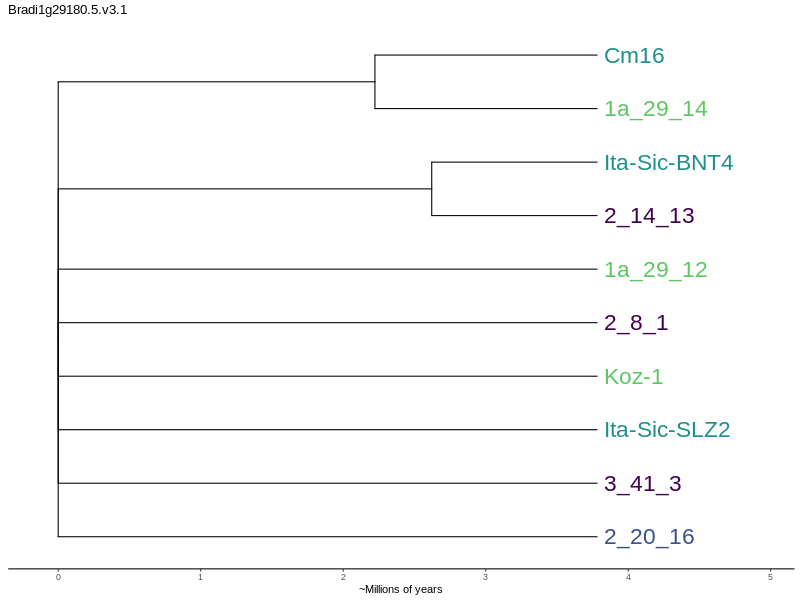 Bradi1g29180.5.v3.1
Cm16
1a_29_14
Ita-Sic-BNT4
2_14_13
1a_29_12
2_8_1
Koz-1
Ita-Sic-SLZ2
3_41_3
2_20_16
0 1 2 3 4 5
~Millions of years